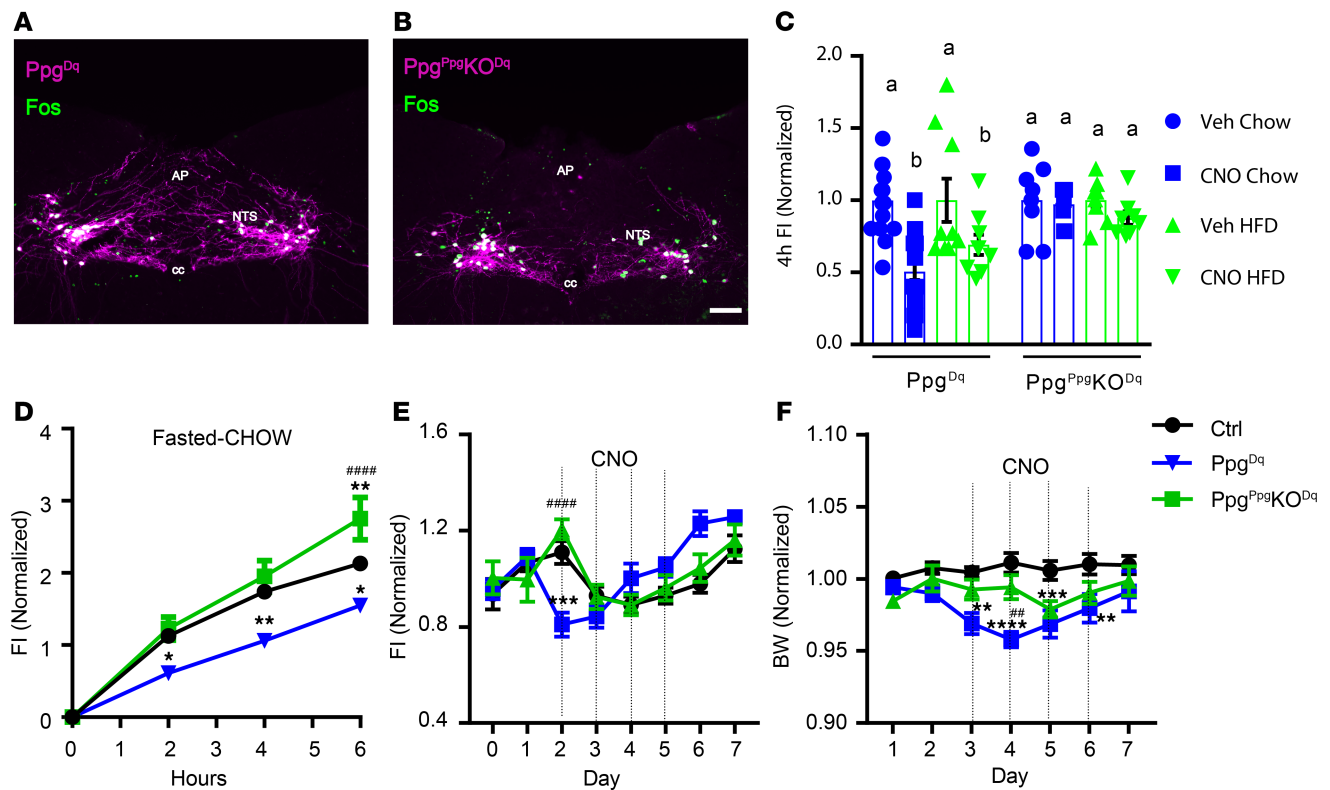 A
Ppg^Dq
Fos
AP
NTS
cc
B
Ppg^PpgKO^Dq
Fos
AP
NTS
cc
C
4h FI (Normalized)
2.0
1.5
1.0
0.5
0.0
a
b
a
b
a
a
a
a
Ppg^Dq
Ppg^PpgKO^Dq
Veh Chow
CNO Chow
Veh HFD
CNO HFD
D
Fasted-CHOW
FI (Normalized)
4
3
2
1
0
*
**
####
**
*
0 1 2 3 4 5 6
Hours
E
CNO
FI (Normalized)
1.6
1.2
0.8
0.4
####
***
0 1 2 3 4 5 6 7
Day
F
CNO
BW (Normalized)
1.10
1.05
1.00
0.95
0.90
**
##
****
***
**
1 2 3 4 5 6 7
Day
Ctrl
Ppg^Dq
Ppg^PpgKO^Dq